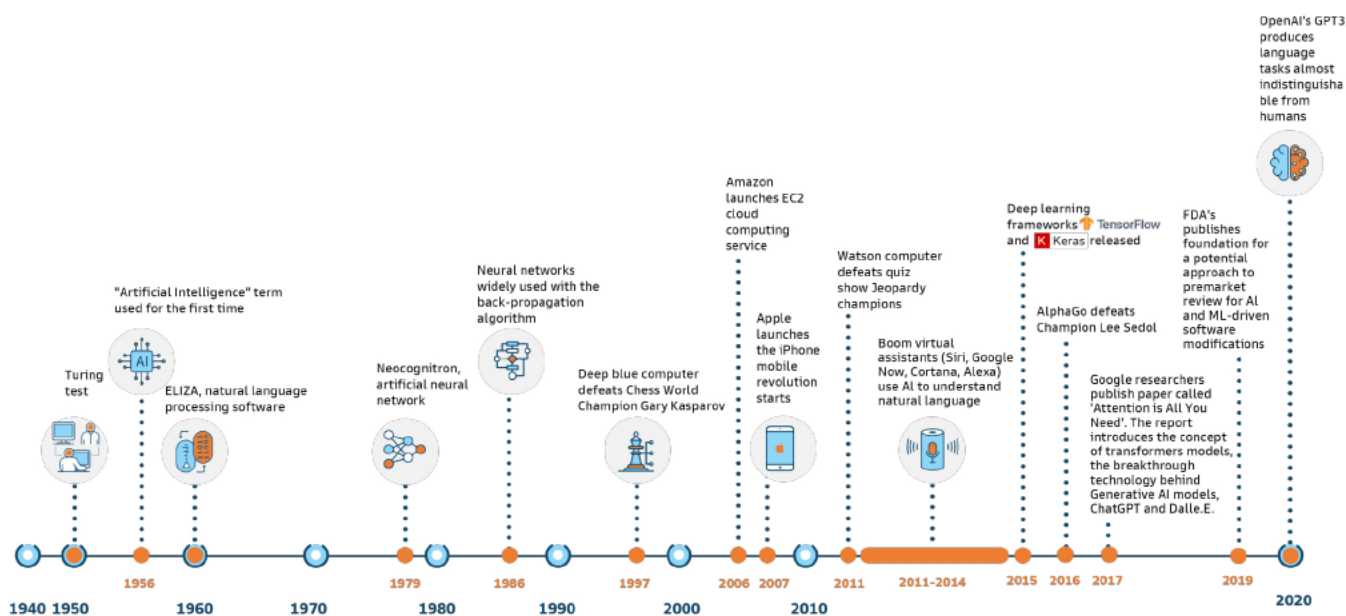 OpenAI's GPT3
produces
language
tasks almost
indistinguisha
ble from
humans
Amazon
launches EC2
cloud
computing
service
Deep learning
frameworks TensorFlow
and K Keras released
FDA's
publishes
foundation for
a potential
approach to
premarket
review for AI
and ML-driven
software
modifications
Watson computer
defeats quiz
show Jeopardy
champions
Neural networks
widely used with the
back-propagation
algorithm
"Artificial Intelligence" term
used for the first time
AI
AlphaGo defeats
Champion Lee Sedol
Apple
launches
the iPhone
mobile
revolution
starts
Boom virtual
assistants (Siri, Google
Now, Cortana, Alexa)
use AI to understand
natural language
Turing
test
ELIZA, natural language
processing software
Neocognitron,
artificial neural
network
Deep blue computer
defeats Chess World
Champion Gary Kasparov
Google researchers
publish paper called
'Attention is All You
Need'. The report
introduces the concept
of transformers models,
the breakthrough
technology behind
Generative AI models,
ChatGPT and Dalle.E.
1956
1979
1986
1997
2006
2007
2011
2011-2014
2015
2016
2017
2019
1940
1950
1960
1970
1980
1990
2000
2010
2020